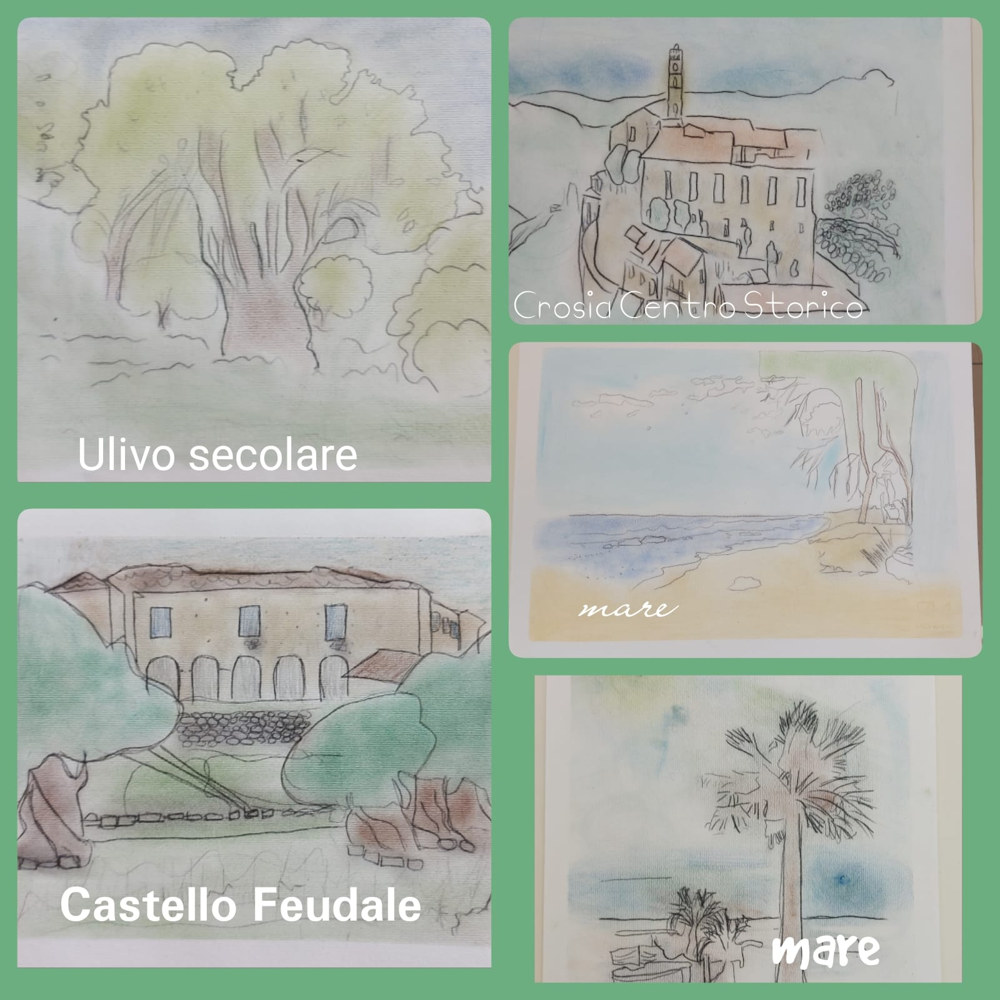 Ulivo secolare
Crosia Centro Storico
mare
Castello Feudale
mare